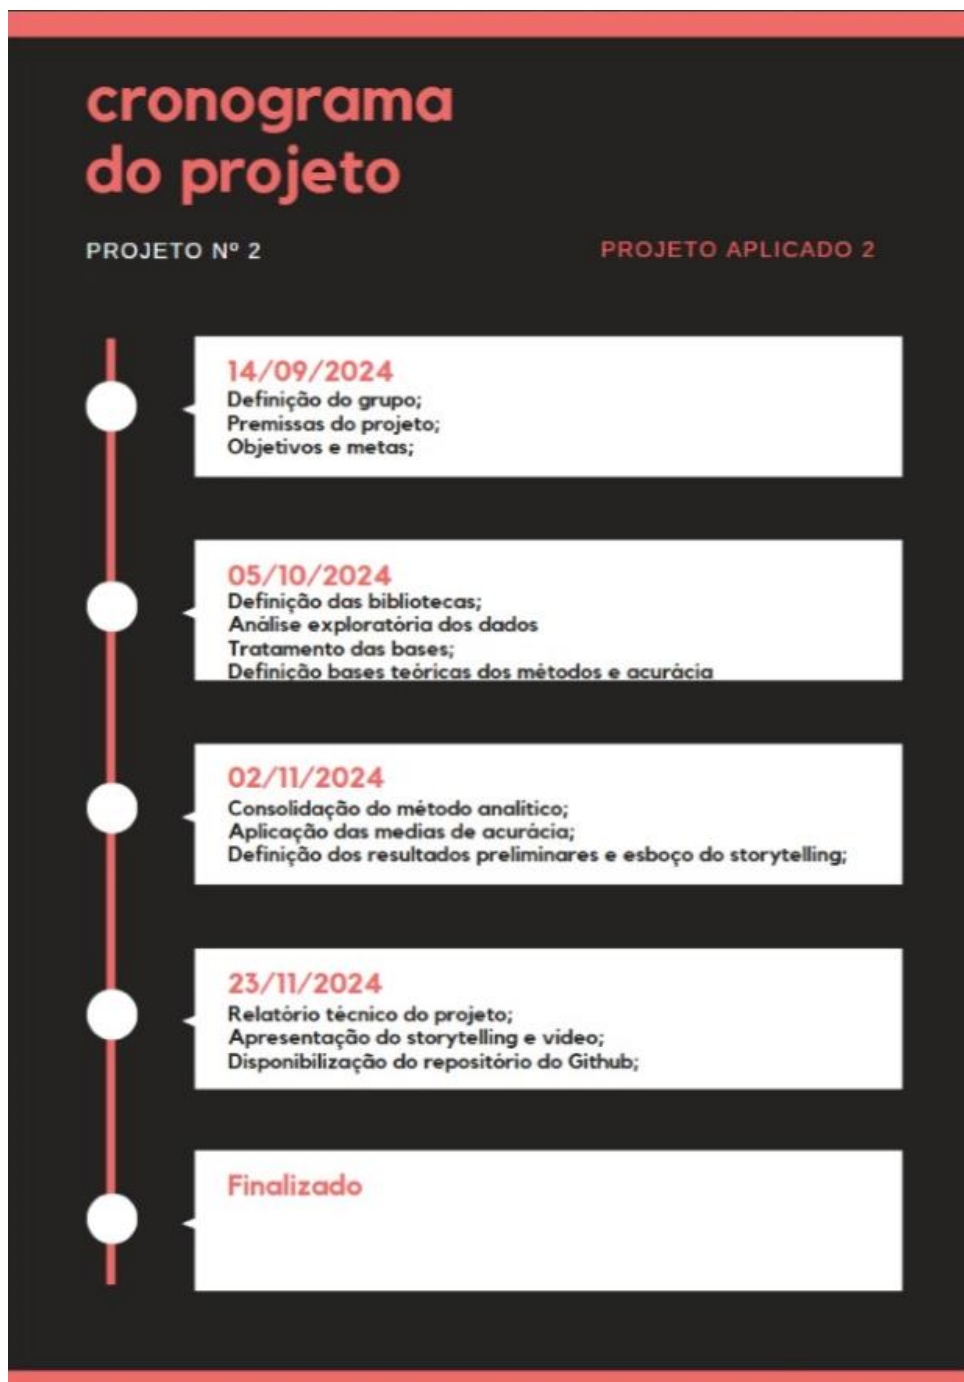 cronograma
do projeto
PROJETO Nº 2
PROJETO APLICADO 2
14/09/2024
Definição do grupo;
Premissas do projeto;
Objetivos e metas;
05/10/2024
Definição das bibliotecas;
Análise exploratória dos dados
Tratamento das bases;
Definição bases teóricas dos métodos e acurácia
02/11/2024
Consolidação do método analítico;
Aplicação das medias de acurácia;
Definição dos resultados preliminares e esboço do storytelling;
23/11/2024
Relatório técnico do projeto;
Apresentação do storytelling e vídeo;
Disponibilização do repositório do Github;
Finalizado